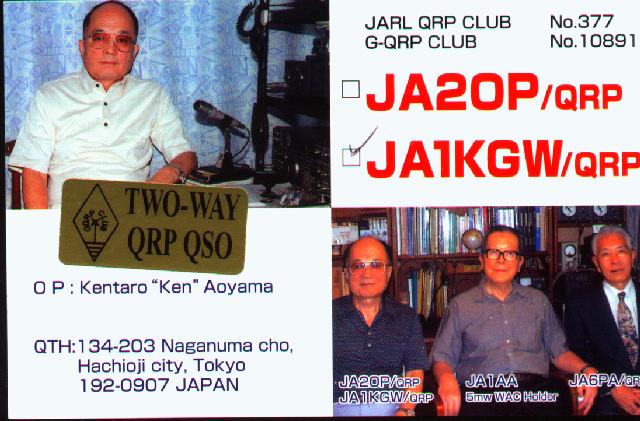 JARL QRP CLUB No.377
G-QRP CLUB No.10891
JA2OP/QRP
JA1KGW/QRP
TWO-WAY
QRP QSO
O P : Kentaro "Ken" Aoyama
QTH:134-203 Naganuma cho,
Hachioji city, Tokyo
192-0907 JAPAN
JA2OP/QRP
JA1KGW/QRP
JA1AA
5mw WAC Holder
JA6PA/QR